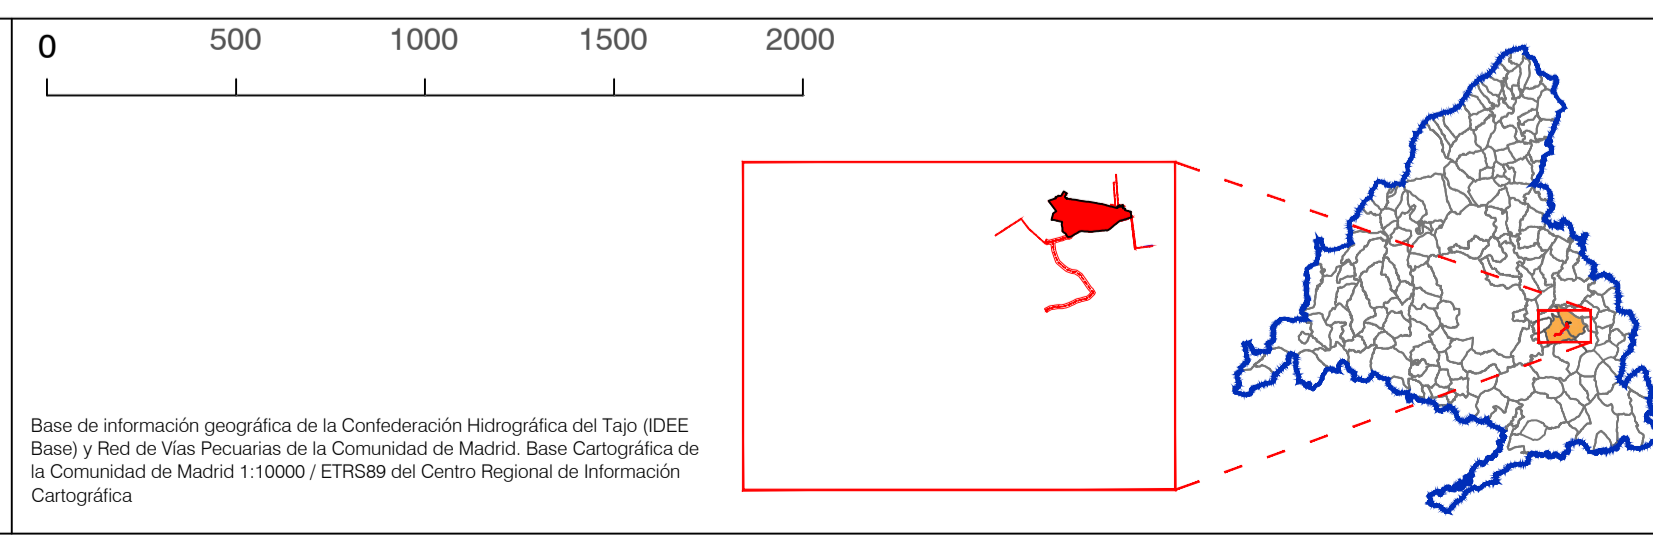 0 500 1000 1500 2000
Base de información geográfica de la Confederación Hidrográfica del Tajo (IDEE
Base) y Red de Vías Pecuarias de la Comunidad de Madrid. Base Cartográfica de
la Comunidad de Madrid 1:10000 / ETRS89 del Centro Regional de Información
Cartográfica